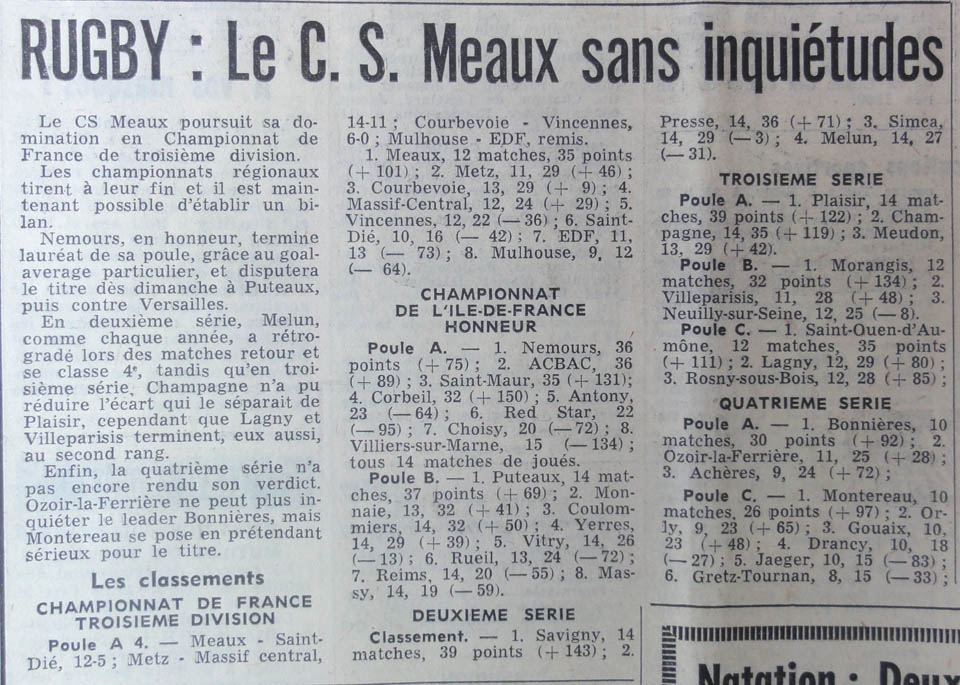 RUGBY : Le C. S. Meaux sans inquiétudes
Le CS Meaux poursuit sa do-
mination en Championnat de
France de troisième division.
Les championnats régionaux
tirent à leur fin et il est main-
tenant possible d'établir un bi-
lan.
Nemours, en honneur, termine
lauréat de sa poule, grâce au goal-
average particulier, et disputera
le titre dès dimanche à Puteaux,
puis contre Versailles.
En deuxième série, Melun,
comme chaque année, a rétro-
gradé lors des matches retour et
se classe 4e, tandis qu'en troi-
sième série, Champagne n'a pu
réduire l'écart qui le séparait de
Plaisir, cependant que Lagny et
Villeparisis terminent, eux aussi,
au second rang.
Enfin, la quatrième série n'a
pas encore rendu son verdict.
Ozoir-la-Ferrière ne peut plus in-
quiéter le leader Bonnières, mais
Montereau se pose en prétendant
sérieux pour le titre.
Les classements
CHAMPIONNAT DE FRANCE
TROISIEME DIVISION
Poule A 4. — Meaux - Saint-
Dié, 12-5 ; Metz - Massif central,
14-11 ; Courbevoie - Vincennes,
6-0 ; Mulhouse - EDF, remis.
1. Meaux, 12 matches, 35 points
(+ 101) ; 2. Metz, 11, 29 (+ 46) ;
3. Courbevoie, 13, 29 (+ 9) ; 4.
Massif-Central, 12, 24 (+ 29) ; 5.
Vincennes, 12, 22 (— 36) ; 6. Saint-
Dié, 10, 16 (— 42) ; 7. EDF, 11,
13 (— 73) ; 8. Mulhouse, 9, 12
(— 64).
CHAMPIONNAT
DE L'ILE-DE-FRANCE
HONNEUR
Poule A. — 1. Nemours, 36
points (+ 75) ; 2. ACBAC, 36
(+ 89) ; 3. Saint-Maur, 35 (+ 131);
4. Corbeil, 32 (+ 150) ; 5. Antony,
23 (— 64) ; 6. Red Star, 22
(— 95) ; 7. Choisy, 20 (— 72) ; 8.
Villiers-sur-Marne, 15 (— 134) ;
tous 14 matches de joués.
Poule B. — 1. Puteaux, 14 mat-
ches, 37 points (+ 69) ; 2. Mon-
naie, 13, 32 (+ 41) ; 3. Coulom-
miers, 14, 32 (+ 50) ; 4. Yerres,
14, 29 (+ 39) ; 5. Vitry, 14, 26
(— 13) ; 6. Rueil, 13, 24 (— 72) ;
7. Reims, 14, 20 (— 55) ; 8. Mas-
sy, 14, 19 (— 59).
DEUXIEME SERIE
Classement. — 1. Savigny, 14
matches, 39 points (+ 143) ; 2.
Presse, 14, 36 (+ 71) ; 3. Simca,
14, 29 (— 3) ; 4. Melun, 14, 27
(— 31).
TROISIEME SERIE
Poule A. — 1. Plaisir, 14 mat-
ches, 39 points (+ 122) ; 2. Cham-
pagne, 14, 35 (+ 119) ; 3. Meudon,
13, 29 (+ 42).
Poule B. — 1. Morangis, 12
matches, 32 points (+ 134) ; 2.
Villeparisis, 11, 28 (+ 48) ; 3.
Neuilly-sur-Seine, 12, 25 (— 8).
Poule C. — 1. Saint-Ouen-d'Au-
mône, 12 matches, 35 points
(+ 111) ; 2. Lagny, 12, 29 (+ 80) ;
3. Rosny-sous-Bois, 12, 28 (+ 85) ;
QUATRIEME SERIE
Poule A. — 1. Bonnières, 10
matches, 30 points (+ 92) ; 2.
Ozoir-la-Ferrière, 11, 25 (+ 28) ;
3. Achères, 9, 24 (+ 72) ;
Poule C. — 1. Montereau, 10
matches, 26 points (+ 97) ; 2. Or-
ly, 9, 23 (+ 65) ; 3. Gouaix, 10,
23 (+ 48) ; 4. Drancy, 10, 18
(— 27) ; 5. Jaeger, 10, 15 (— 83) ;
6. Gretz-Tournan, 8, 15 (— 33) ;
Natation : Deux